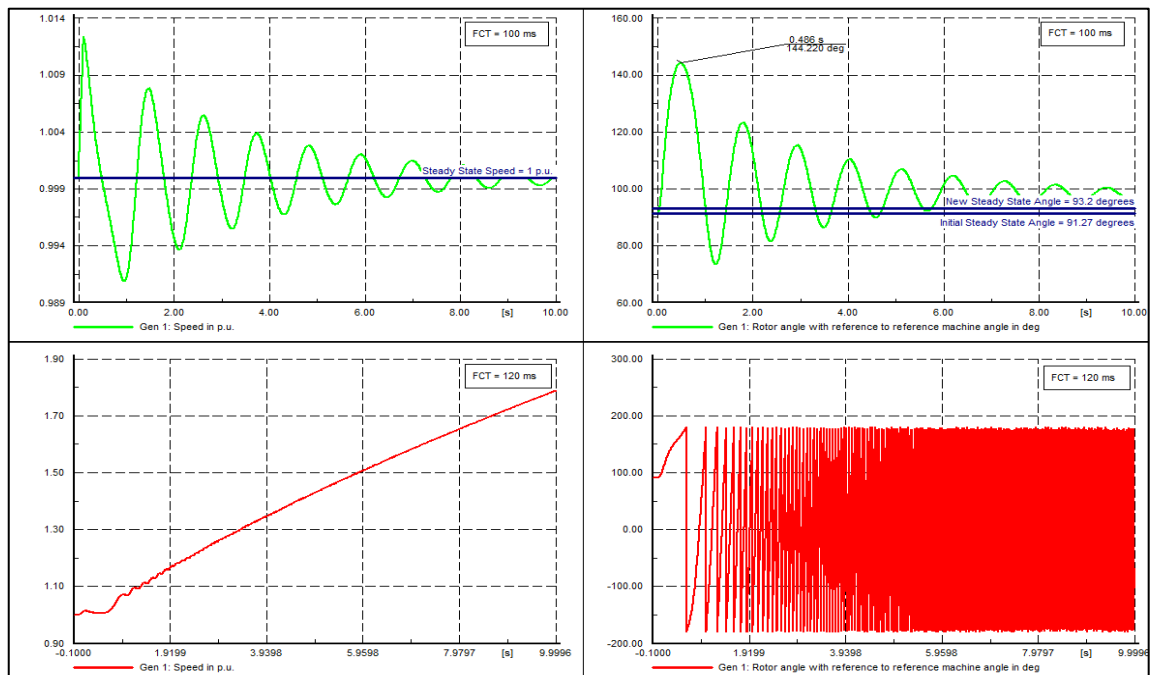 1.014
FCT = 100 ms
1.009
1.004
Steady State Speed = 1 p.u.
0.999
0.994
0.989
0.00 2.00 4.00 6.00 8.00 [s] 10.00
Gen 1: Speed in p.u.
160.00
0.486 s
144.220 deg
FCT = 100 ms
140.00
120.00
100.00
New Steady State Angle = 93.2 degrees
Initial Steady State Angle = 91.27 degrees
80.00
60.00
0.00 2.00 4.00 6.00 8.00 [s] 10.00
Gen 1: Rotor angle with reference to reference machine angle in deg
1.90
FCT = 120 ms
1.70
1.50
1.30
1.10
0.90
-0.1000 1.9199 3.9398 5.9598 7.9797 [s] 9.9996
Gen 1: Speed in p.u.
300.00
FCT = 120 ms
200.00
100.00
0.00
-100.00
-200.00
-0.1000 1.9199 3.9398 5.9598 7.9797 [s] 9.9996
Gen 1: Rotor angle with reference to reference machine angle in deg